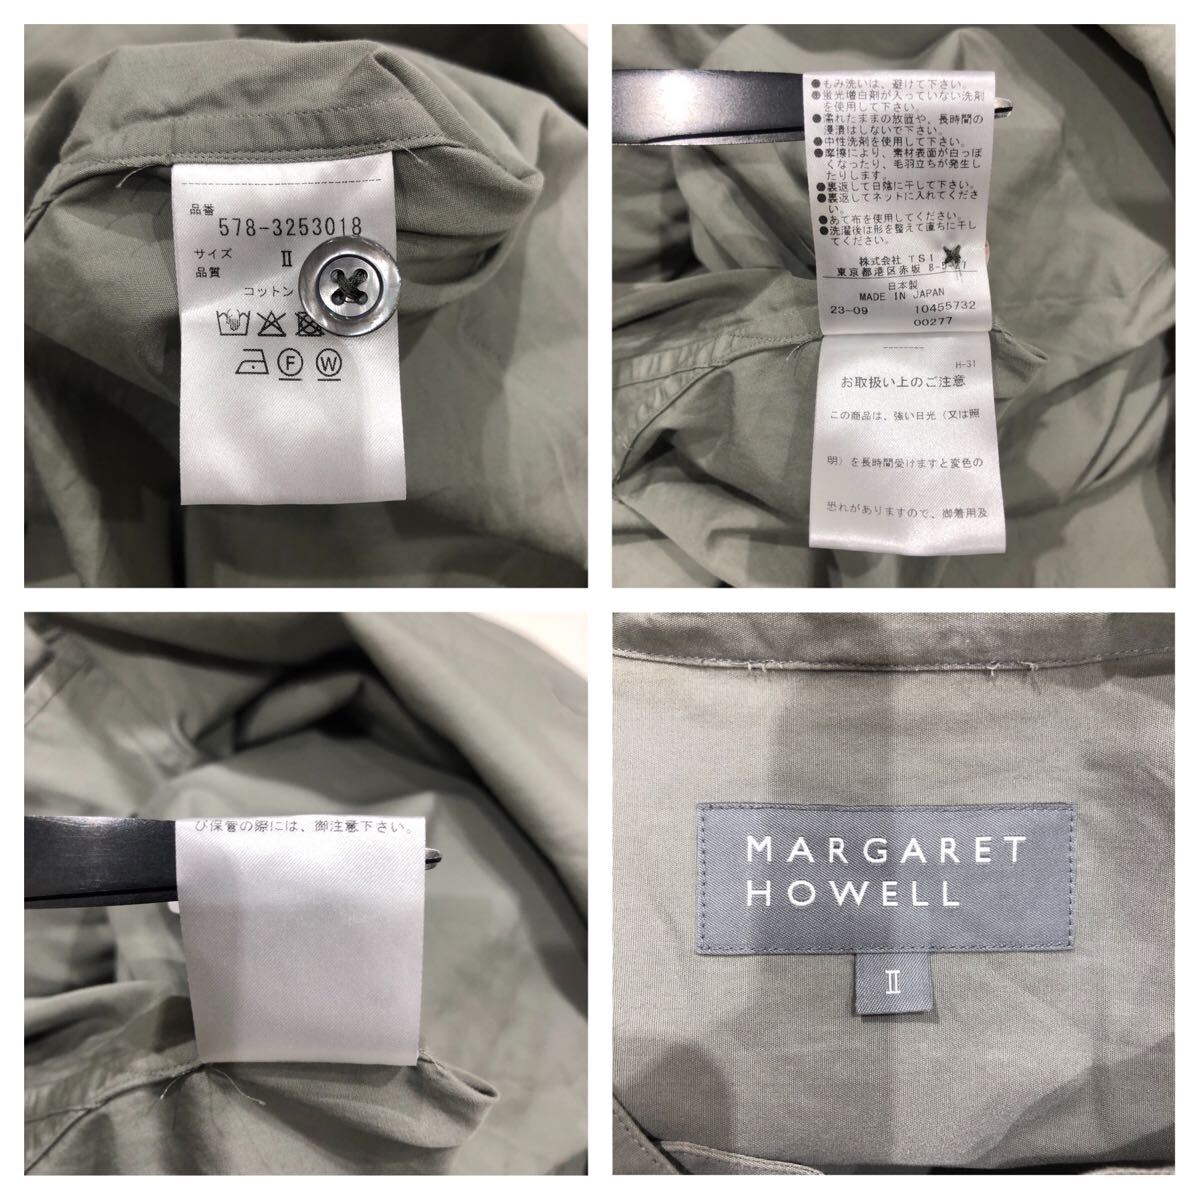 品番
578-3253018
サイズ Ⅱ
品質
コットン
F W
●もみ洗いは、避けて下さい。
●蛍光増白剤が入っていない洗剤
を使用して下さい。
●濡れたままの放置や、長時間の
浸漬はしないで下さい。
●中性洗剤を使用して下さい。
●摩擦により、素材表面が白っぽ
くなったり、毛羽立ちが発生し
たりします。
●裏返して日陰に干して下さい。
●裏返してネットに入れてくださ
い。
●あて布を使用してください。
●洗濯後は形を整えて直ちに干し
てください。
株式会社 TSI
東京都港区赤坂
日本製
MADE IN JAPAN
23-09 10455732
00277
H-31
お取扱い上のご注意
この商品は、強い日光（又は照
明）を長時間受けますと変色の
恐れがありますので、御着用及
び保管の際には、御注意下さい。
MARGARET
HOWELL
Ⅱ